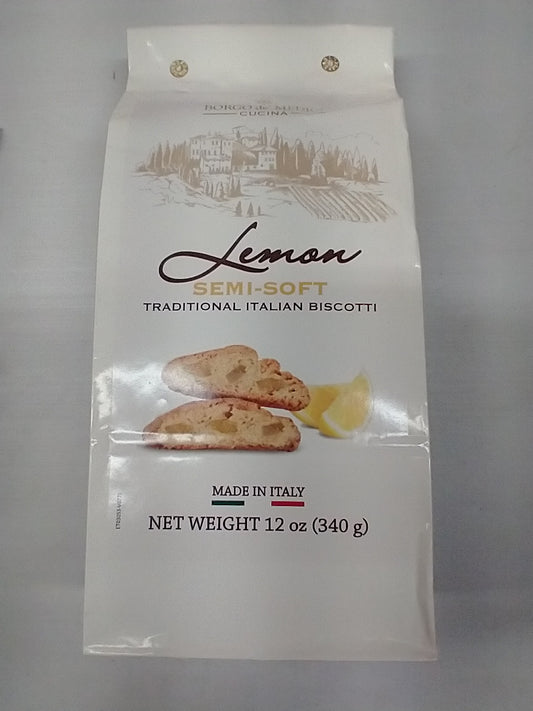 BORGO de' MEDICI
CUCINA
Lemon
SEMI-SOFT
TRADITIONAL ITALIAN BISCOTTI
MADE IN ITALY
NET WEIGHT 12 oz (340 g)